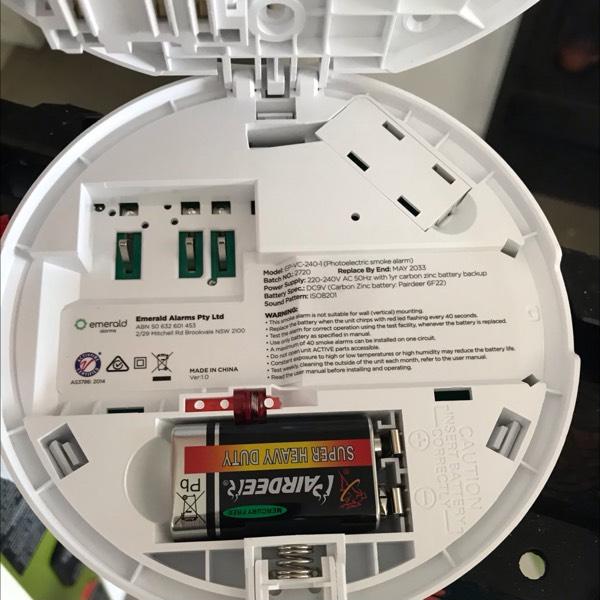 Model: EP-VC-240-1 (Photoelectric smoke alarm)
Batch NO.: 2720 Replace By End: MAY 2033
Power Supply: 220-240V AC 50Hz with 1yr carbon zinc battery backup
Battery Spec.: DC9V (Carbon Zinc battery: Pairdeer 6F22)
Sound Pattern: ISO8201
WARNING:
• This smoke alarm is not suitable for wall (vertical) mounting.
• Replace the battery when the unit chirps with red led flashing every 40 seconds.
• Test the alarm for correct operation using the test facility, whenever the battery is replaced.
• Use only battery as specified in manual.
• A maximum of 40 smoke alarms can be installed on one circuit.
• Do not open unit ACTIVE parts accessible.
• Constant exposure to high or low temperatures or high humidity may reduce the battery life.
• Test weekly, cleaning the outside of the unit each month, refer to the user manual.
• Read the user manual before installing and operating.
emerald
alarms
Emerald Alarms Pty Ltd
ABN 50 632 601 453
2/29 Mitchell Rd Brookvale NSW 2100
AS3786: 2014
MADE IN CHINA
Ver:1.0
CAUTION
INSERT BATTERY
CORRECTLY
SUPER HEAVY DUTY
PAIRDEER
MERCURY FREE
Pb